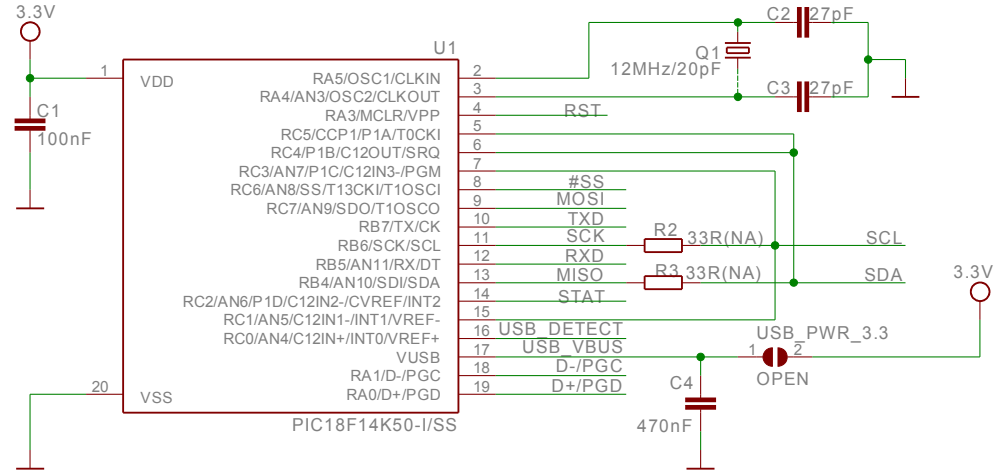 3.3V
C2 27pF
U1
Q1
12MHz/20pF
1 VDD
RA5/OSC1/CLKIN 2
RA4/AN3/OSC2/CLKOUT 3
C3 27pF
C1
100nF
RA3/MCLR/VPP 4 RST
RC5/CCP1/P1A/T0CKI 5
RC4/P1B/C12OUT/SRQ 6
RC3/AN7/P1C/C12IN3-/PGM 7
RC6/AN8/SS/T13CKI/T1OSCI 8 #SS
RC7/AN9/SDO/T1OSCO 9 MOSI
RB7/TX/CK 10 TXD
RB6/SCK/SCL 11 SCK R2 33R(NA) SCL
RB5/AN11/RX/DT 12 RXD
RB4/AN10/SDI/SDA 13 MISO R3 33R(NA) SDA
3.3V
RC2/AN6/P1D/C12IN2-/CVREF/INT2 14 STAT
RC1/AN5/C12IN1-/INT1/VREF- 15
RC0/AN4/C12IN+/INT0/VREF+ 16 USB_DETECT
USB_PWR_3.3
VUSB 17 USB_VBUS 1 2
OPEN
RA1/D-/PGC 18 D-/PGC
20 VSS
RA0/D+/PGD 19 D+/PGD
C4
470nF
PIC18F14K50-I/SS